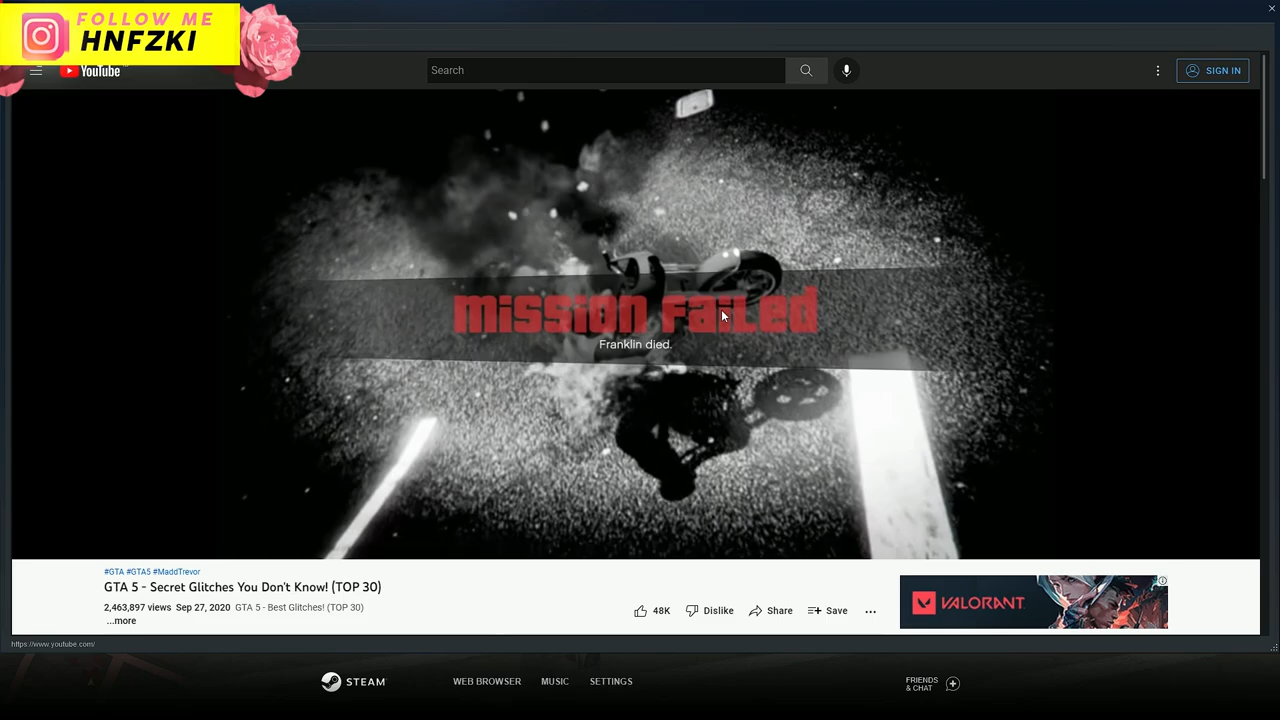 FOLLOW ME
HNFZKI
YouTube
Search
SIGN IN
mission failed
Franklin died.
#GTA #GTA5 #MaddTrevor
GTA 5 - Secret Glitches You Don't Know! (TOP 30)
2,463,897 views Sep 27, 2020 GTA 5 - Best Glitches! (TOP 30)
...more
48K Dislike Share Save
VALORANT
https://www.youtube.com/
STEAM
WEB BROWSER MUSIC SETTINGS
FRIENDS
& CHAT